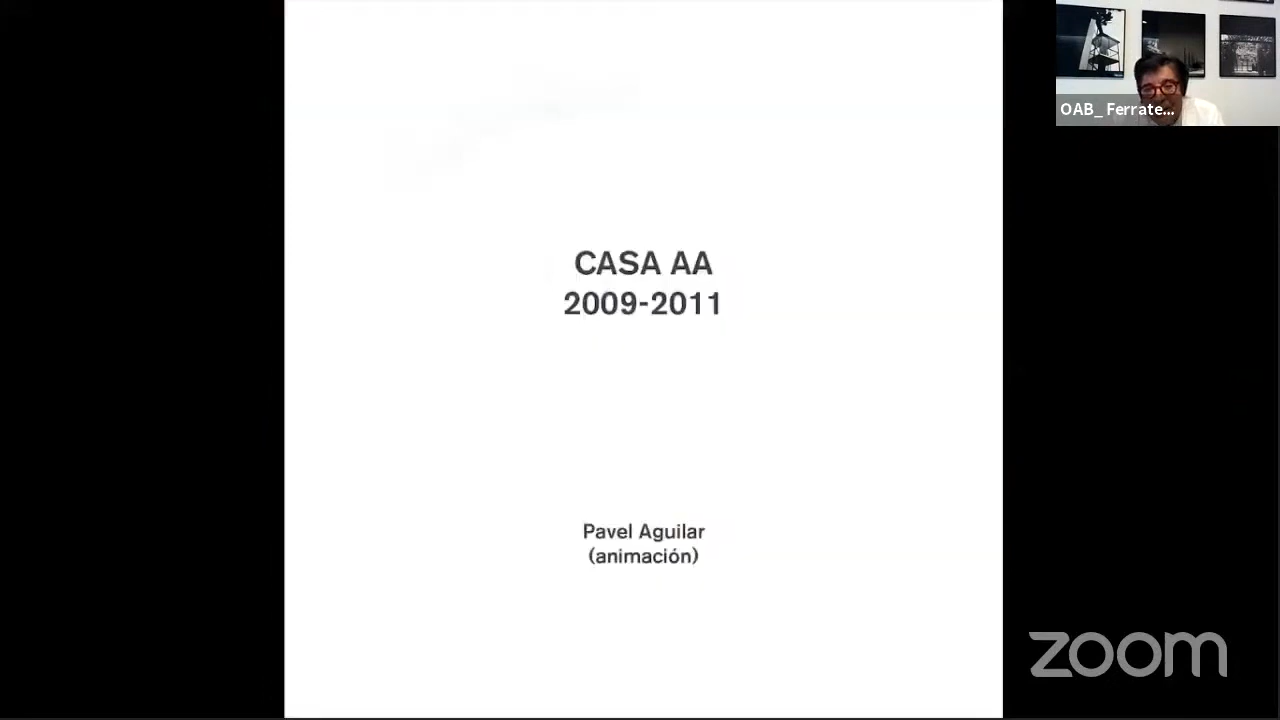 OAB_ Ferrate...
CASA AA
2009-2011
Pavel Aguilar
(animación)
zoom